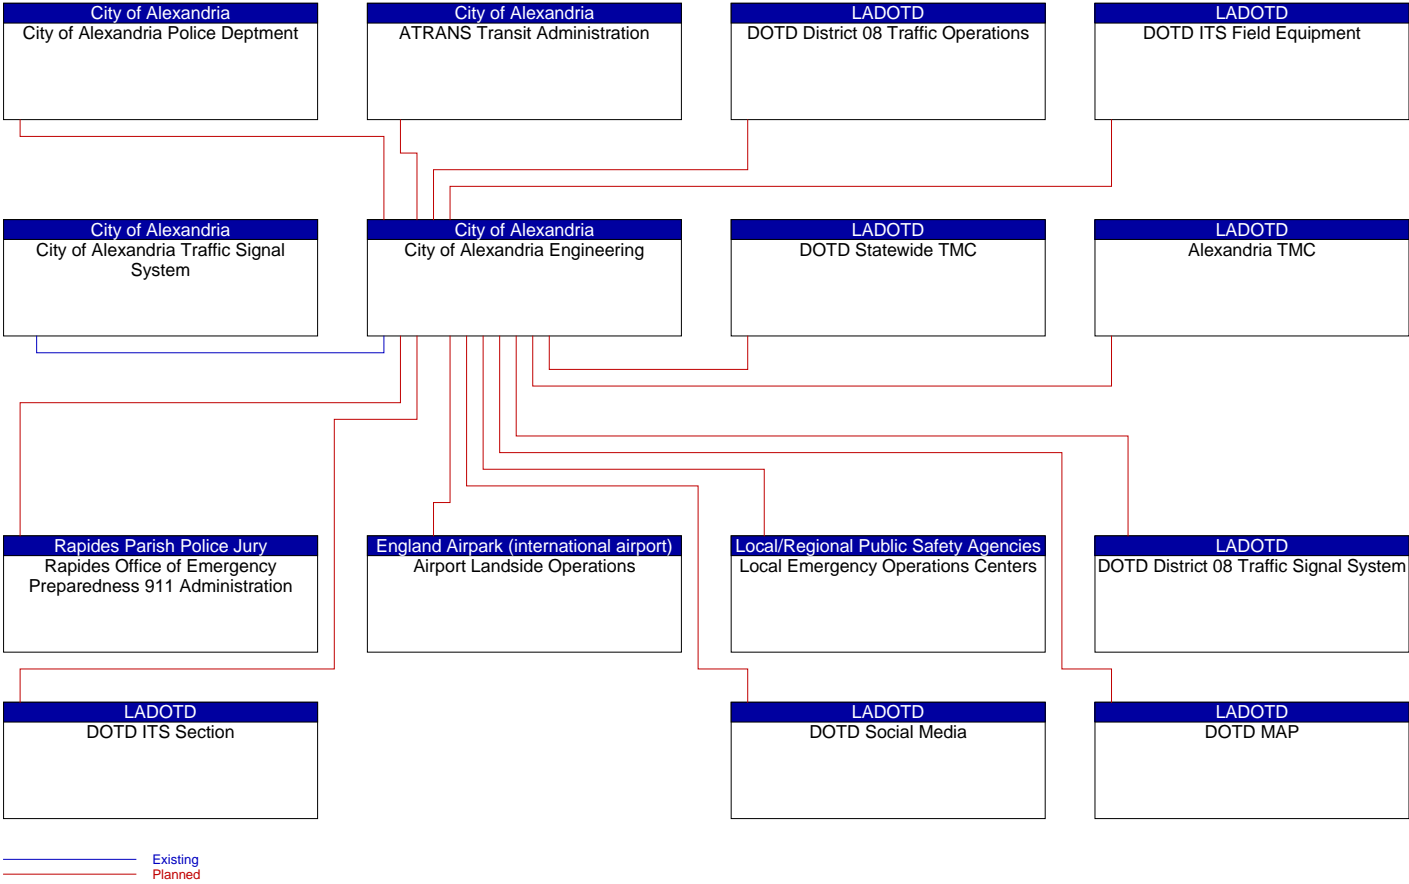 City of Alexandria
City of Alexandria Police Deptment
City of Alexandria
ATRANS Transit Administration
LADOTD
DOTD District 08 Traffic Operations
LADOTD
DOTD ITS Field Equipment
City of Alexandria
City of Alexandria Traffic Signal
System
City of Alexandria
City of Alexandria Engineering
LADOTD
DOTD Statewide TMC
LADOTD
Alexandria TMC
Rapides Parish Police Jury
Rapides Office of Emergency
Preparedness 911 Administration
England Airpark (international airport)
Airport Landside Operations
Local/Regional Public Safety Agencies
Local Emergency Operations Centers
LADOTD
DOTD District 08 Traffic Signal System
LADOTD
DOTD ITS Section
LADOTD
DOTD Social Media
LADOTD
DOTD MAP
Existing
Planned